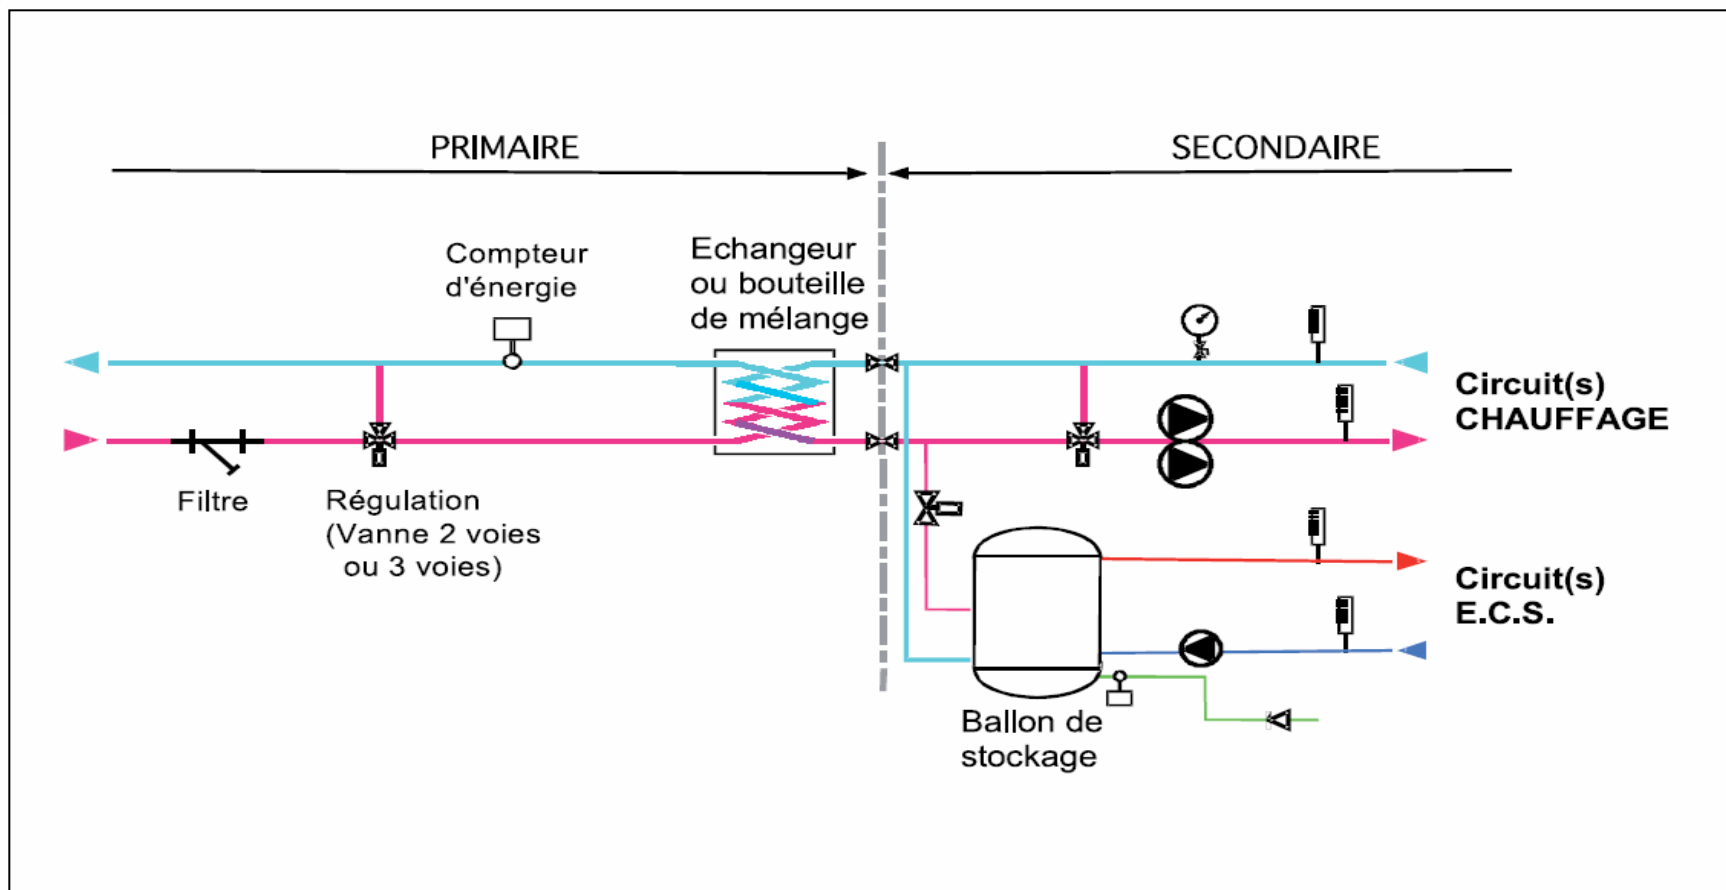 PRIMAIRE
SECONDAIRE
Compteur
d'énergie
Echangeur
ou bouteille
de mélange
Circuit(s)
CHAUFFAGE
Filtre
Régulation
(Vanne 2 voies
ou 3 voies)
Circuit(s)
E.C.S.
Ballon de
stockage